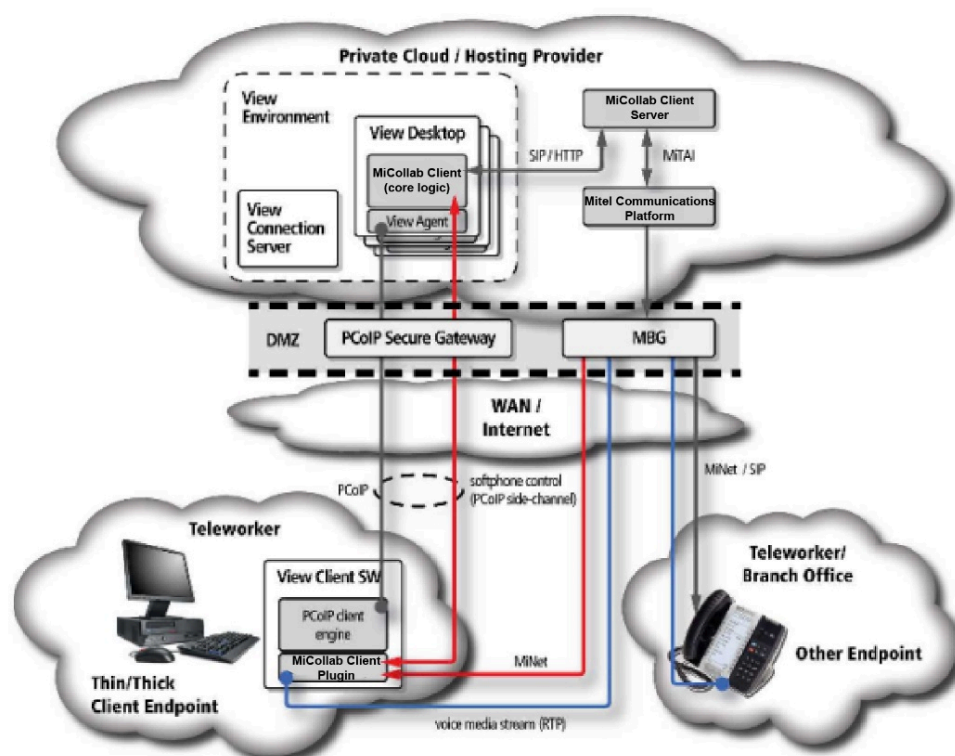 Private Cloud / Hosting Provider
View
Environment
View Desktop
MiCollab Client
(core logic)
View Agent
View
Connection
Server
SIP / HTTP
MiCollab Client
Server
MiTAI
Mitel Communications
Platform
DMZ
PCoIP Secure Gateway
MBG
WAN /
Internet
PCoIP
softphone control
(PCoIP side-channel)
MiNet / SIP
Teleworker
View Client SW
PCoIP client
engine
MiCollab Client
Plugin
Thin/Thick
Client Endpoint
MiNet
voice media stream (RTP)
Teleworker/
Branch Office
Other Endpoint